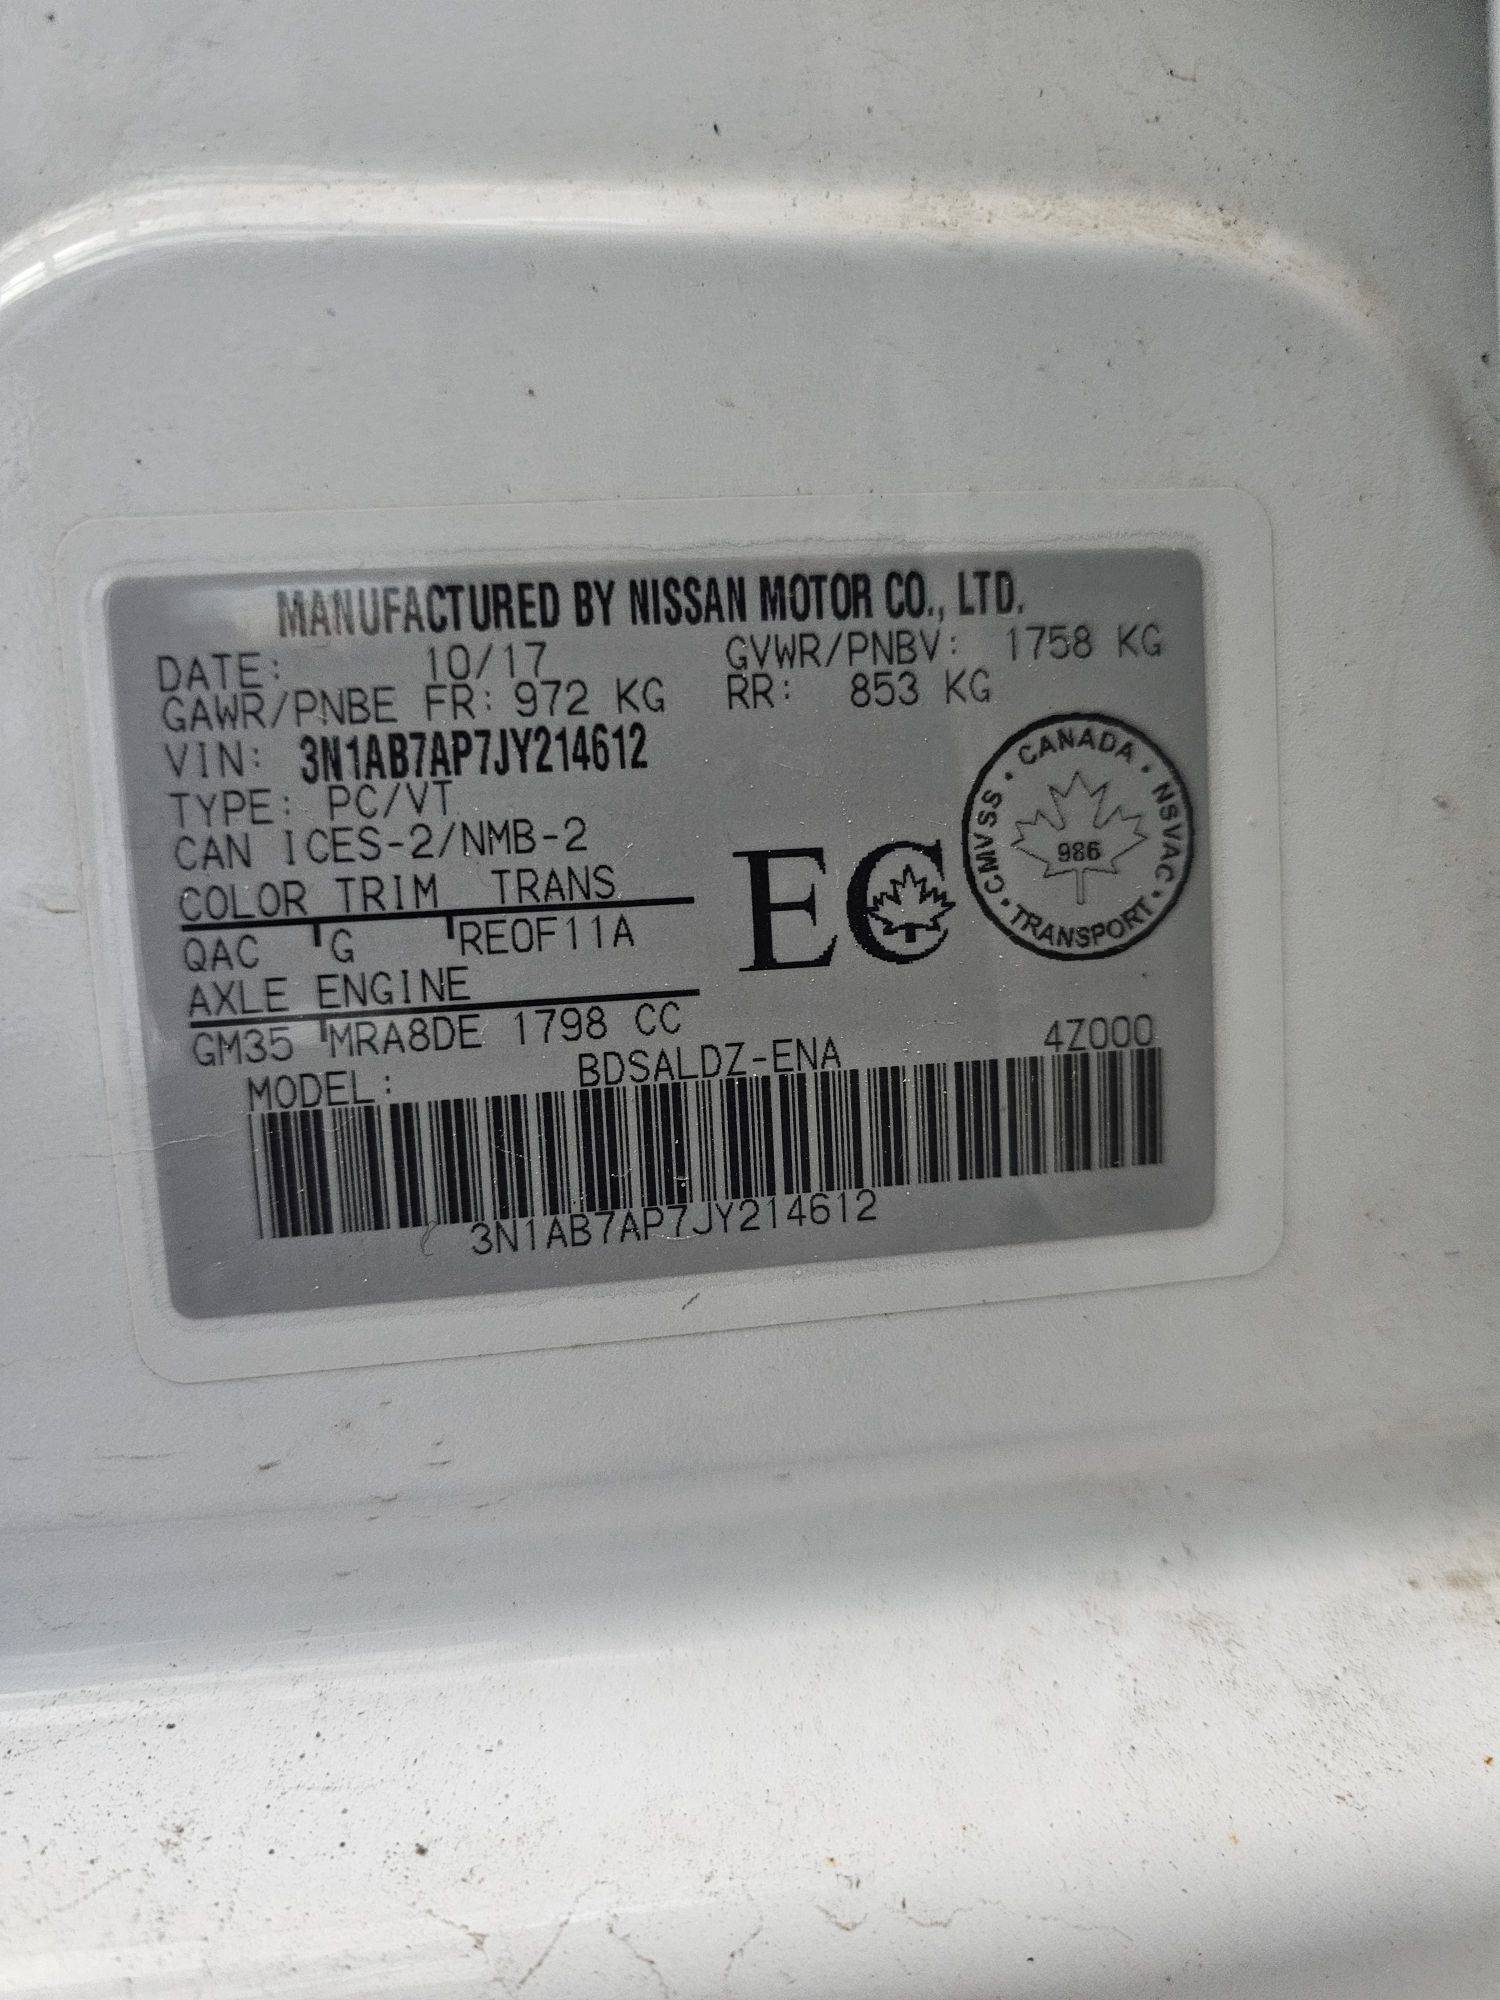 MANUFACTURED BY NISSAN MOTOR CO., LTD.
DATE: 10/17 GVWR/PNBV: 1758 KG
GAWR/PNBE FR: 972 KG RR: 853 KG
VIN: 3N1AB7AP7JY214612
TYPE: PC/VT
CAN ICES-2/NMB-2
COLOR TRIM TRANS
QAC G RE0F11A
AXLE ENGINE
GM35 MRA8DE 1798 CC
MODEL: BDSALDZ-ENA 4Z000
3N1AB7AP7JY214612
EC
CANADA
CMVSS · NSVAC
986
TRANSPORT